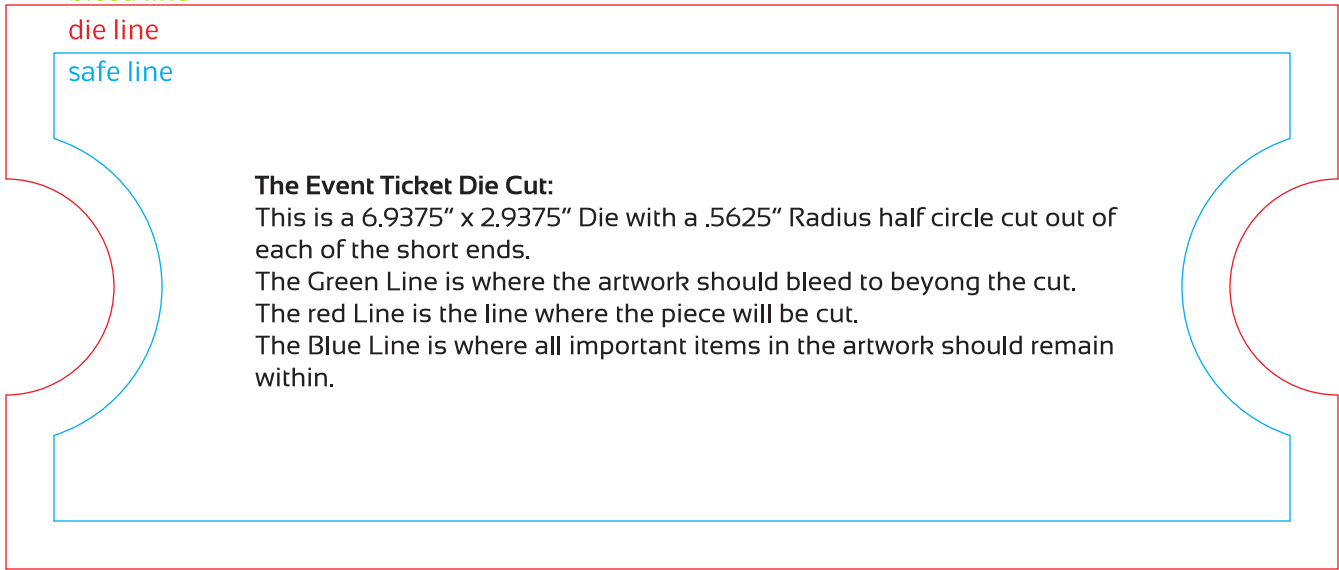 die line
safe line
The Event Ticket Die Cut:
This is a 6.9375” x 2.9375” Die with a .5625” Radius half circle cut out of
each of the short ends.
The Green Line is where the artwork should bleed to beyong the cut.
The red Line is the line where the piece will be cut.
The Blue Line is where all important items in the artwork should remain
within.